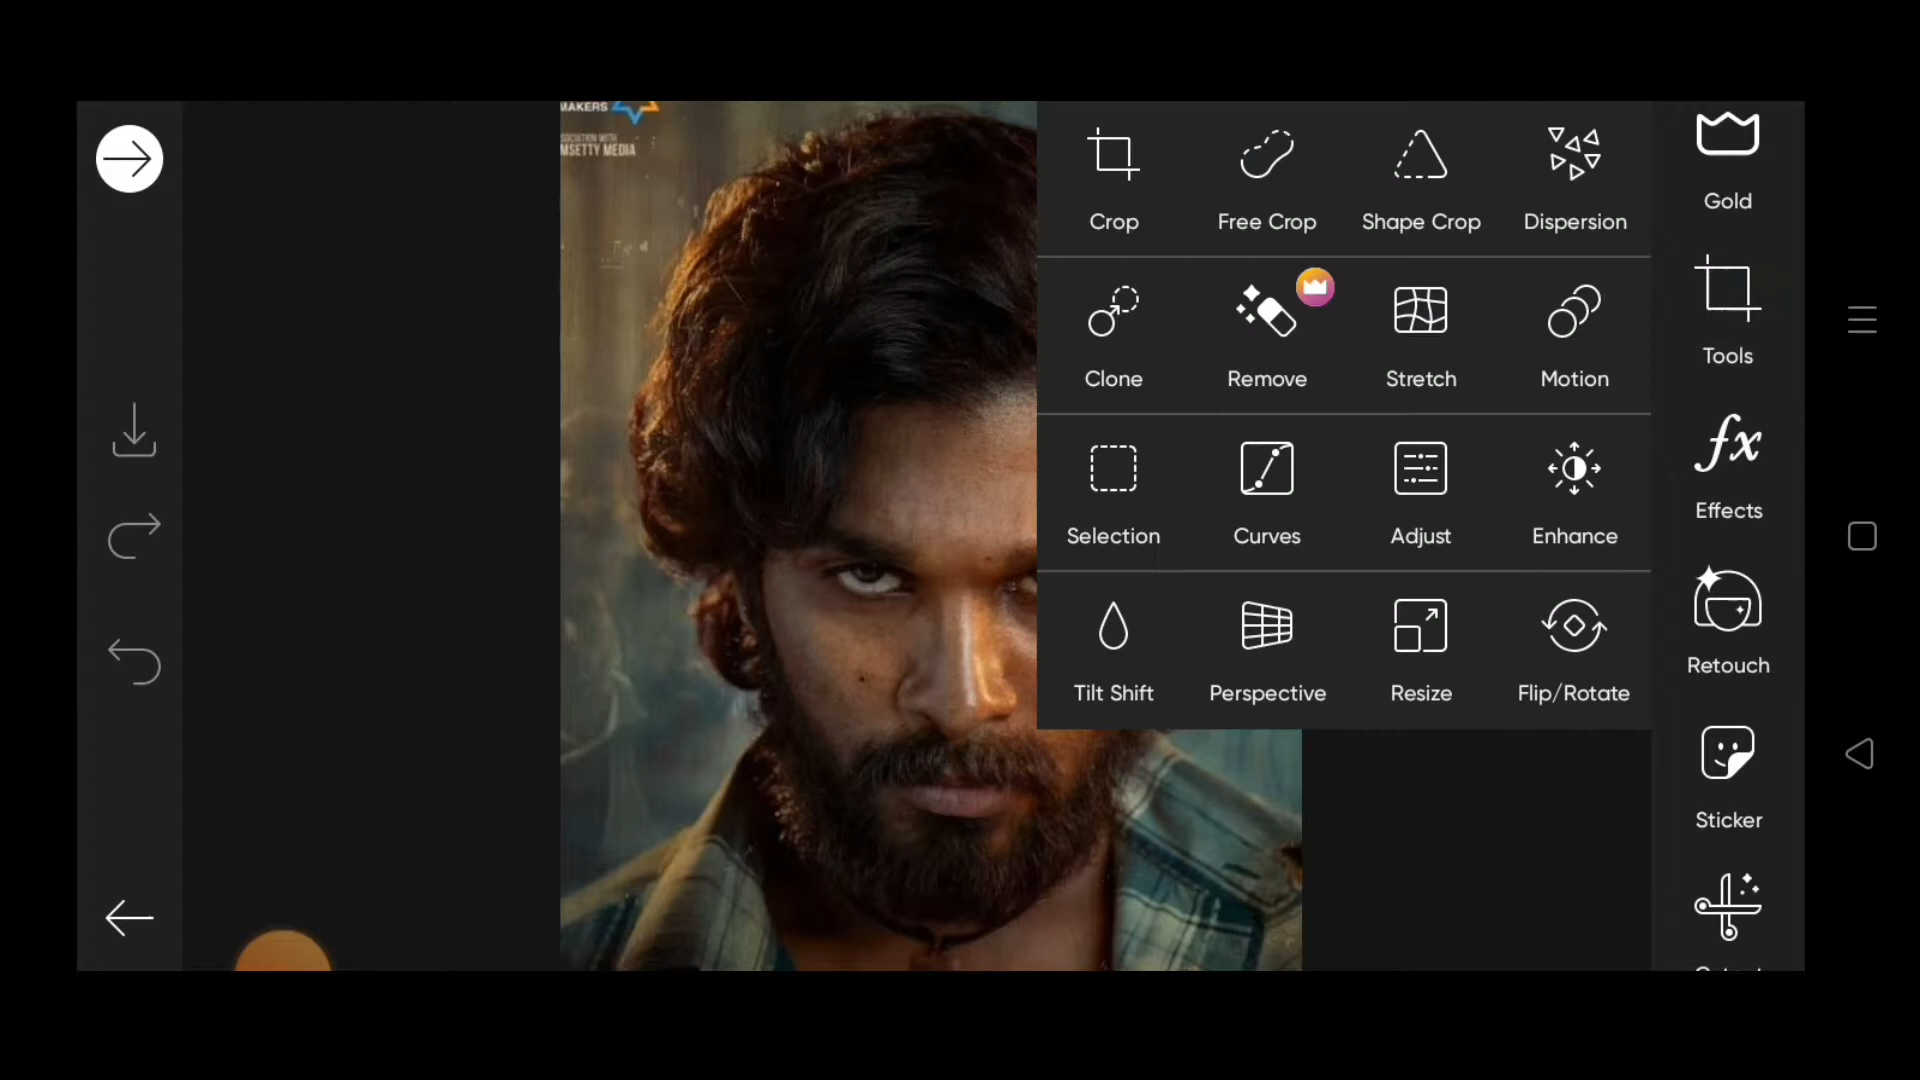 MAKERS
MSETTY MEDIA
Crop
Free Crop
Shape Crop
Dispersion
Clone
Remove
Stretch
Motion
Selection
Curves
Adjust
Enhance
Tilt Shift
Perspective
Resize
Flip/Rotate
Gold
Tools
fx
Effects
Retouch
Sticker